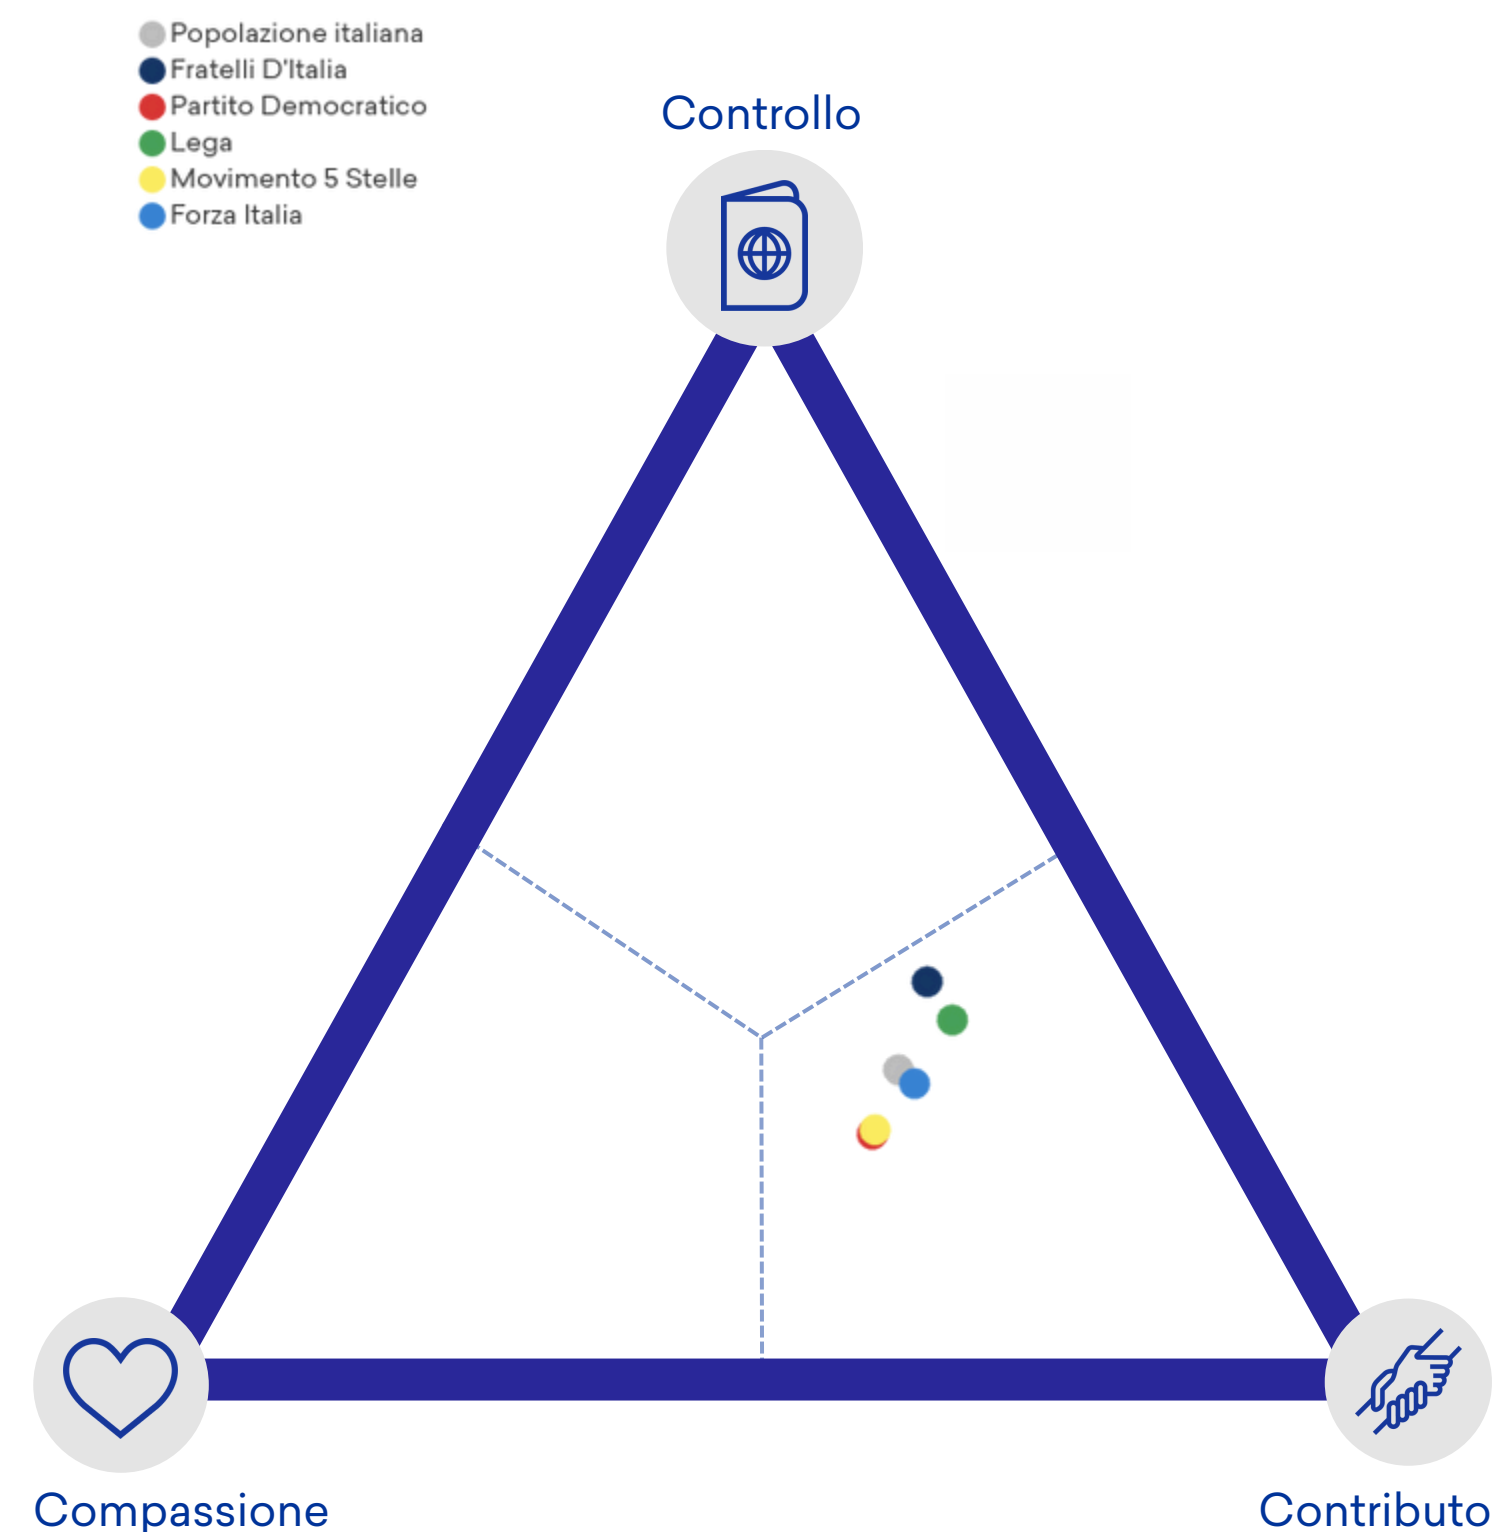 Popolazione italiana
Fratelli D'Italia
Partito Democratico
Lega
Movimento 5 Stelle
Forza Italia
Controllo
Compassione
Contributo